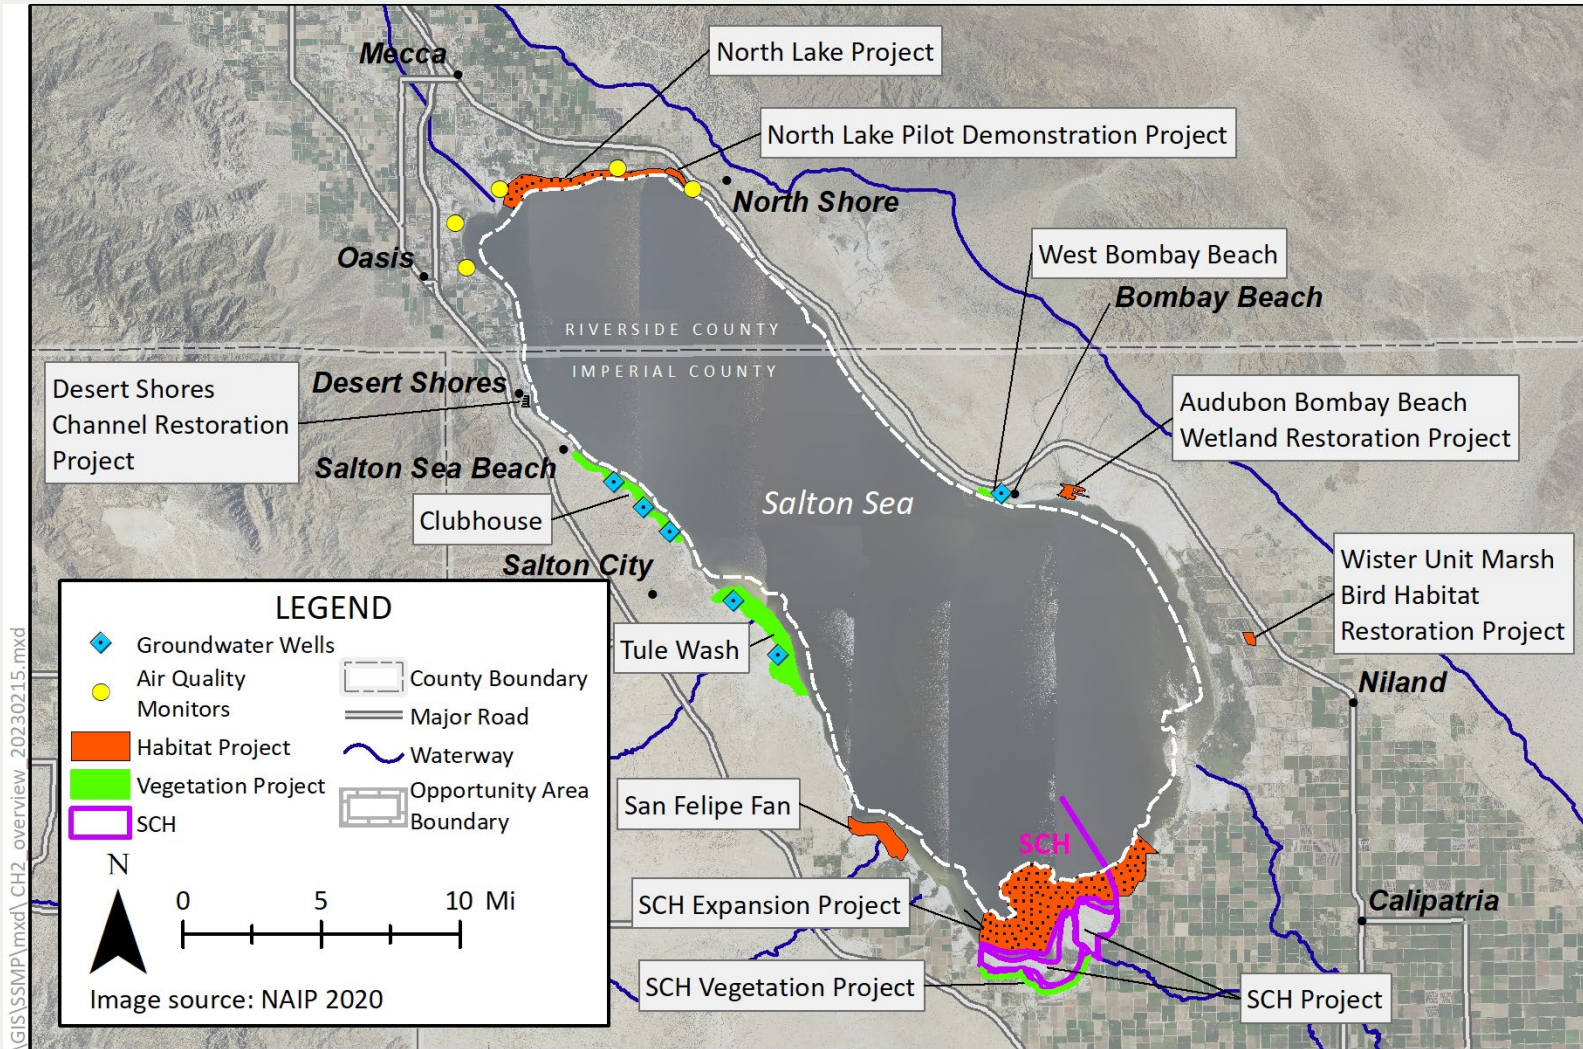 Mecca
North Lake Project
North Lake Pilot Demonstration Project
North Shore
Oasis
West Bombay Beach
Bombay Beach
RIVERSIDE COUNTY
IMPERIAL COUNTY
Desert Shores
Channel Restoration
Project
Desert Shores
Audubon Bombay Beach
Wetland Restoration Project
Salton Sea Beach
Clubhouse
Salton Sea
Salton City
Wister Unit Marsh
Bird Habitat
Restoration Project
Tule Wash
Niland
San Felipe Fan
SCH
SCH Expansion Project
Calipatria
SCH Vegetation Project
SCH Project
LEGEND
Groundwater Wells
Air Quality
Monitors
Habitat Project
Vegetation Project
SCH
County Boundary
Major Road
Waterway
Opportunity Area
Boundary
N
0 5 10 Mi
Image source: NAIP 2020
\GIS\SSMP\mxd\CH2_overview_20230215.mxd